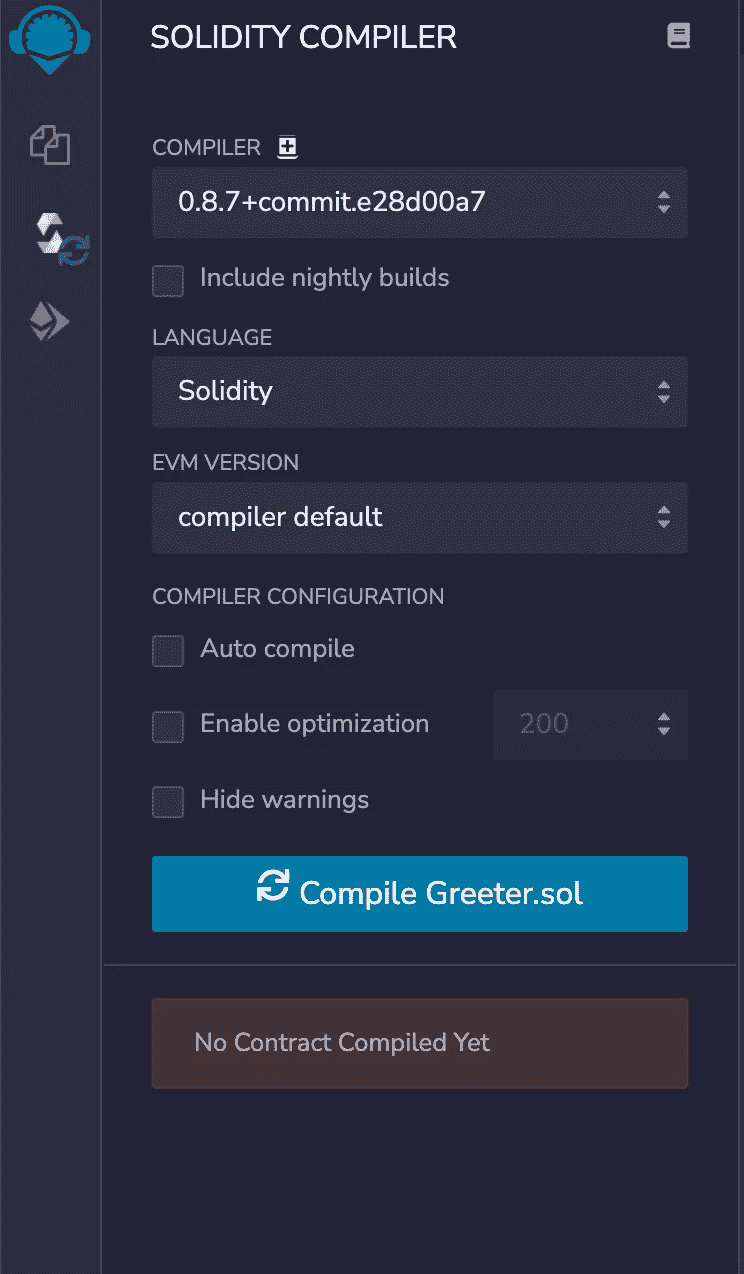 SOLIDITY COMPILER
COMPILER
0.8.7+commit.e28d00a7
Include nightly builds
LANGUAGE
Solidity
EVM VERSION
compiler default
COMPILER CONFIGURATION
Auto compile
Enable optimization 200
Hide warnings
Compile Greeter.sol
No Contract Compiled Yet